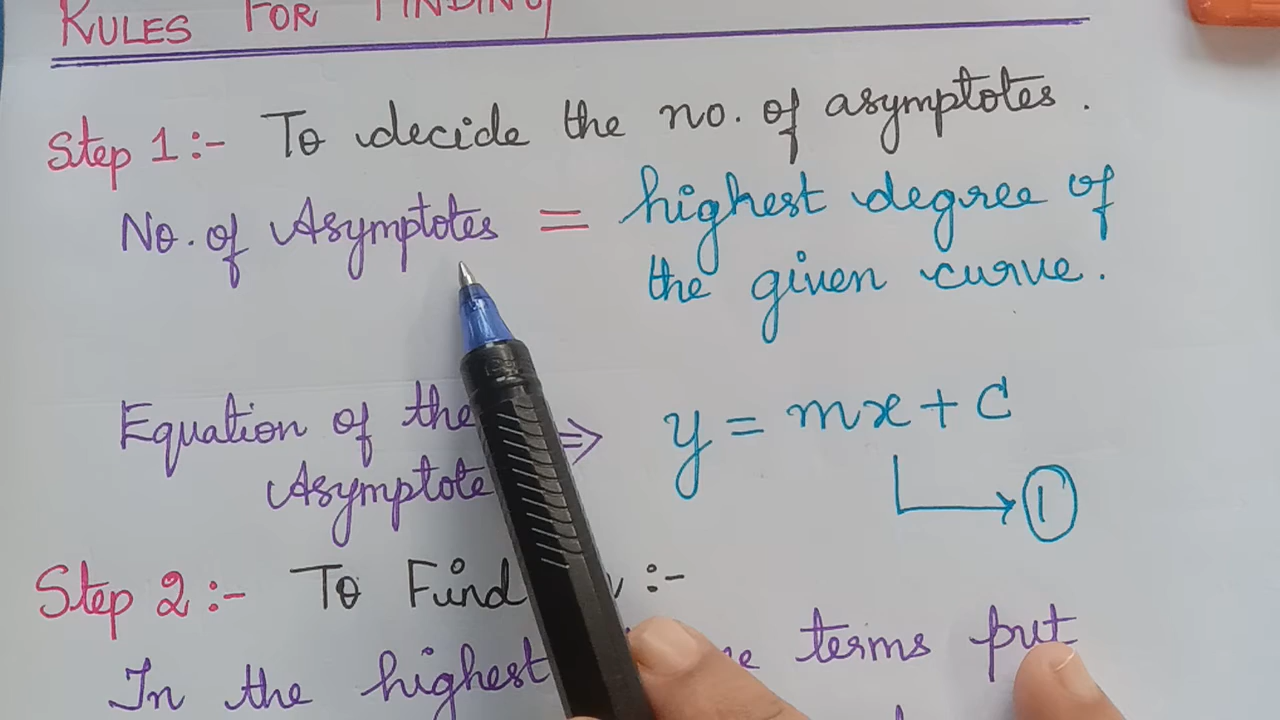 RULES FOR FINDING
Step 1:- To decide the no. of asymptotes.
No. of Asymptotes = highest degree of
the given curve.
Equation of the ⇒ y = mx + c
Asymptote
→ ①
Step 2:- To Find :-
In the highest terms put